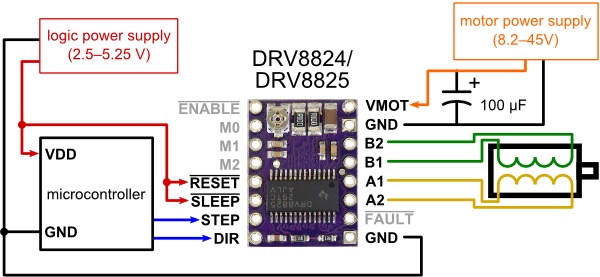 logic power supply
(2.5–5.25 V)
motor power supply
(8.2–45V)
DRV8824/
DRV8825
+
100 µF
ENABLE
M0
M1
M2
RESET
SLEEP
STEP
DIR
VMOT
GND
B2
B1
A1
A2
FAULT
GND
VDD
microcontroller
GND
DRV8825